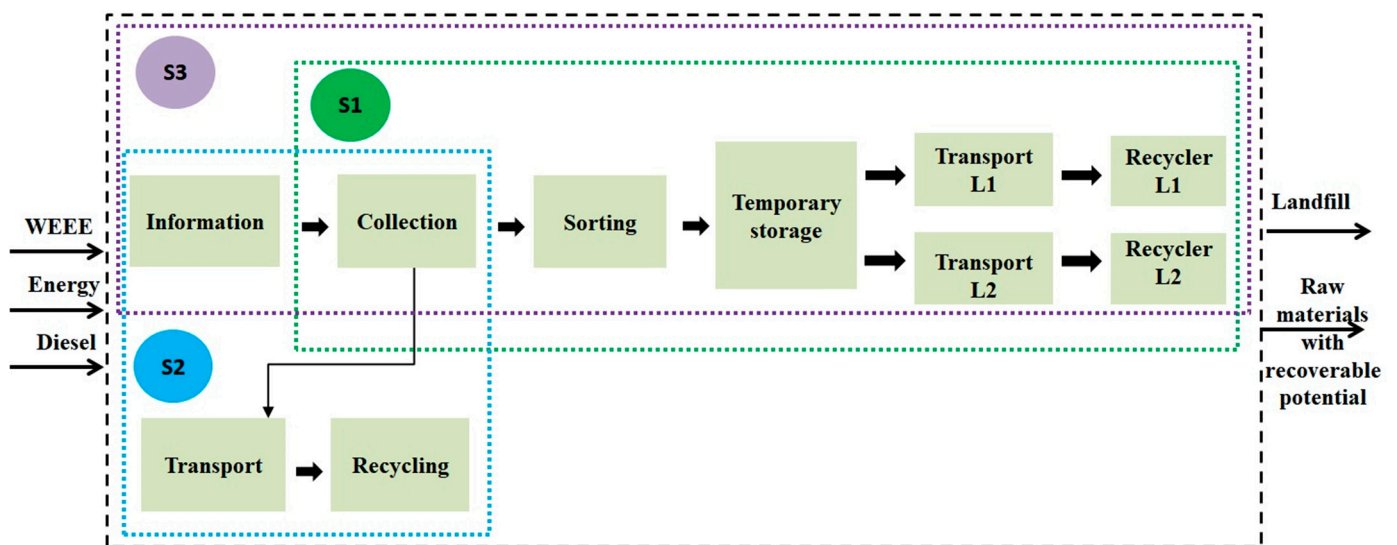 S3
S1
Information
Collection
Sorting
Temporary
storage
Transport
L1
Recycler
L1
Transport
L2
Recycler
L2
WEEE
Energy
Diesel
S2
Transport
Recycling
Landfill
Raw
materials
with
recoverable
potential